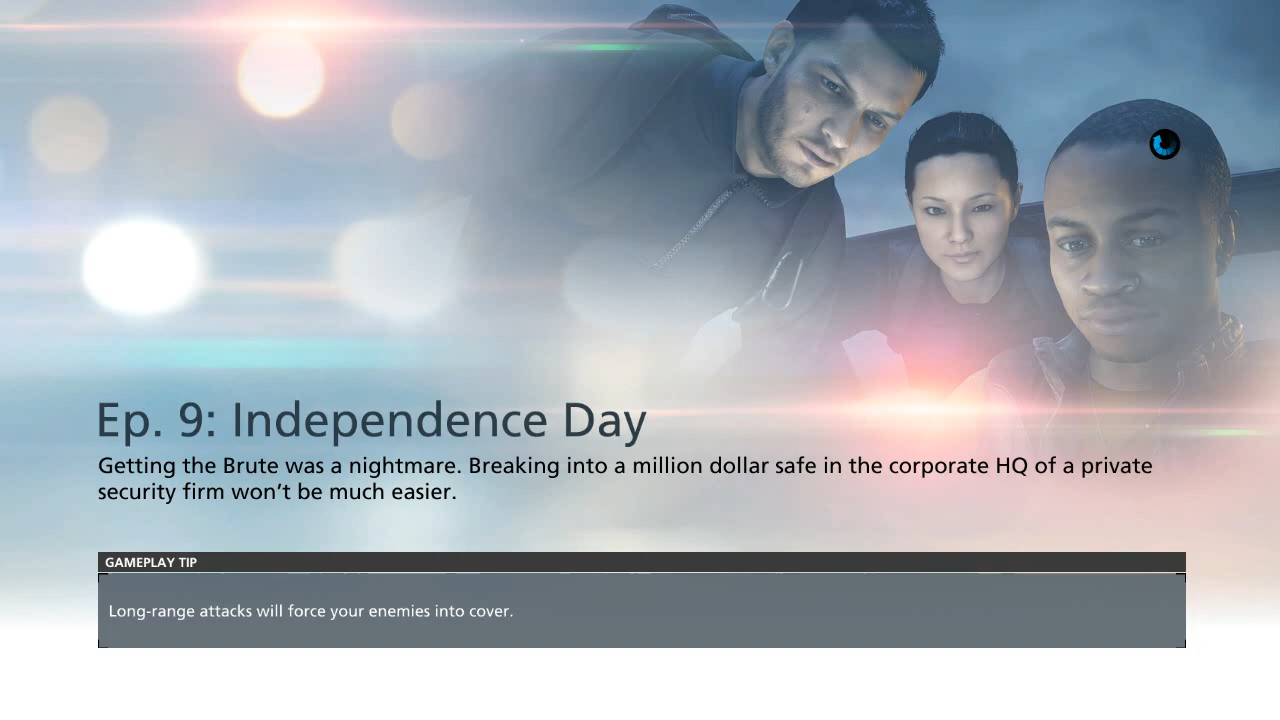 Ep. 9: Independence Day
Getting the Brute was a nightmare. Breaking into a million dollar safe in the corporate HQ of a private
security firm won’t be much easier.
GAMEPLAY TIP
Long-range attacks will force your enemies into cover.